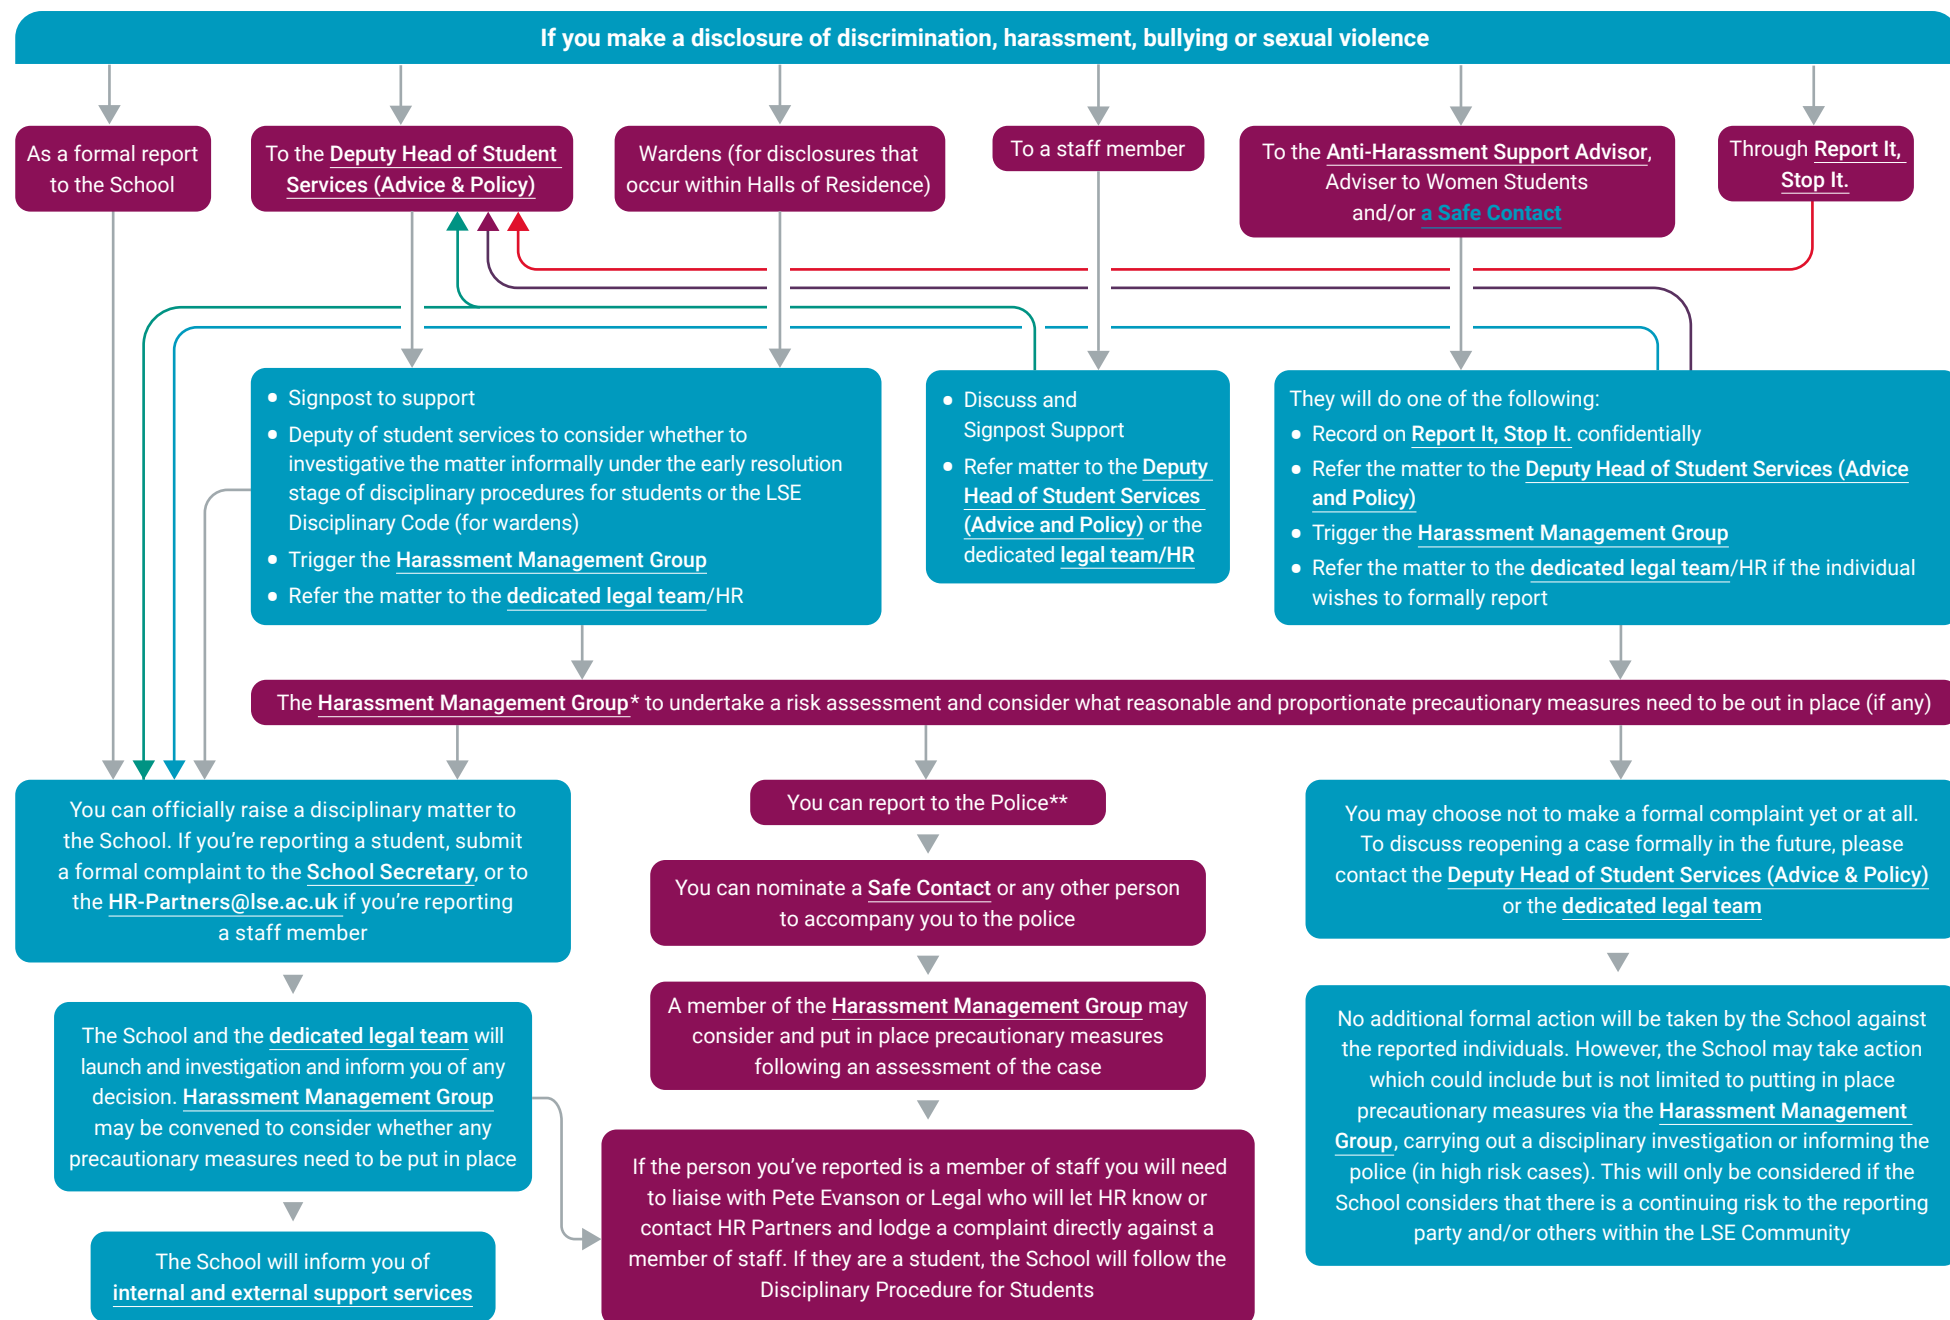 If you make a disclosure of discrimination, harassment, bullying or sexual violence
As a formal report
to the School
To the Deputy Head of Student
Services (Advice & Policy)
Wardens (for disclosures that
occur within Halls of Residence)
To a staff member
To the Anti-Harassment Support Advisor,
Adviser to Women Students
and/or a Safe Contact
Through Report It,
Stop It.
• Signpost to support
• Deputy of student services to consider whether to
investigative the matter informally under the early resolution
stage of disciplinary procedures for students or the LSE
Disciplinary Code (for wardens)
• Trigger the Harassment Management Group
• Refer the matter to the dedicated legal team/HR
• Discuss and
Signpost Support
• Refer matter to the Deputy
Head of Student Services
(Advice and Policy) or the
dedicated legal team/HR
They will do one of the following:
• Record on Report It, Stop It. confidentially
• Refer the matter to the Deputy Head of Student Services (Advice
and Policy)
• Trigger the Harassment Management Group
• Refer the matter to the dedicated legal team/HR if the individual
wishes to formally report
The Harassment Management Group* to undertake a risk assessment and consider what reasonable and proportionate precautionary measures need to be out in place (if any)
You can officially raise a disciplinary matter to
the School. If you're reporting a student, submit
a formal complaint to the School Secretary, or to
the HR-Partners@lse.ac.uk if you're reporting
a staff member
The School and the dedicated legal team will
launch and investigation and inform you of any
decision. Harassment Management Group
may be convened to consider whether any
precautionary measures need to be put in place
The School will inform you of
internal and external support services
You can report to the Police**
You can nominate a Safe Contact or any other person
to accompany you to the police
A member of the Harassment Management Group may
consider and put in place precautionary measures
following an assessment of the case
If the person you've reported is a member of staff you will need
to liaise with Pete Evanson or Legal who will let HR know or
contact HR Partners and lodge a complaint directly against a
member of staff. If they are a student, the School will follow the
Disciplinary Procedure for Students
You may choose not to make a formal complaint yet or at all.
To discuss reopening a case formally in the future, please
contact the Deputy Head of Student Services (Advice & Policy)
or the dedicated legal team
No additional formal action will be taken by the School against
the reported individuals. However, the School may take action
which could include but is not limited to putting in place
precautionary measures via the Harassment Management
Group, carrying out a disciplinary investigation or informing the
police (in high risk cases). This will only be considered if the
School considers that there is a continuing risk to the reporting
party and/or others within the LSE Community